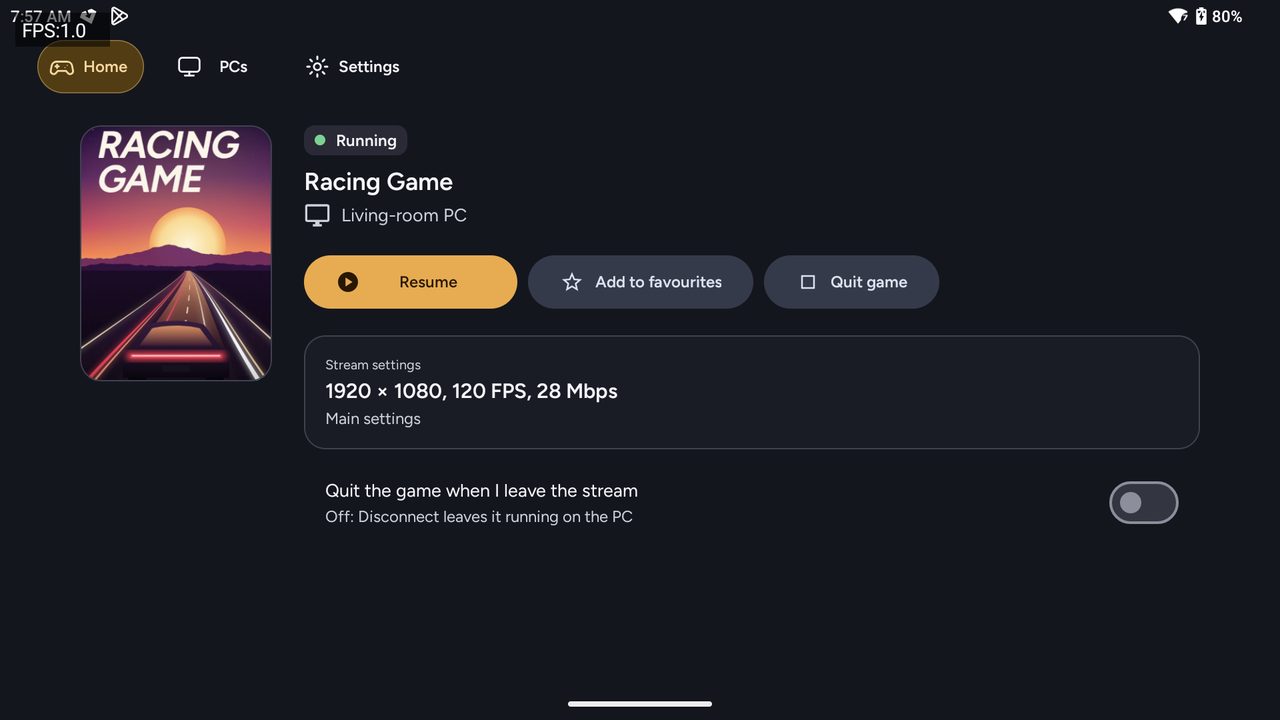 7:57 AM
80%
FPS:1.0
Home
PCs
Settings
RACING
GAME
Running
Racing Game
Living-room PC
Resume
Add to favourites
Quit game
Stream settings
1920 × 1080, 120 FPS, 28 Mbps
Main settings
Quit the game when I leave the stream
Off: Disconnect leaves it running on the PC